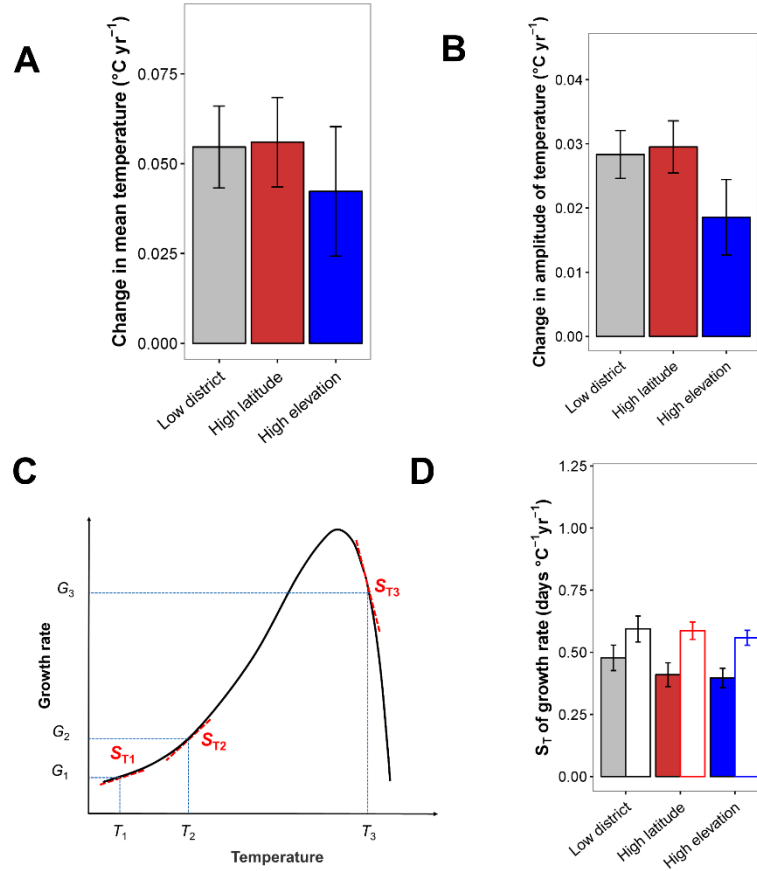 A
Change in mean temperature (°C yr⁻¹)
0.075
0.050
0.025
0.000
Low district
High latitude
High elevation
B
Change in amplitude of temperature (°C yr⁻¹)
0.04
0.03
0.02
0.01
0.00
Low district
High latitude
High elevation
C
Growth rate
G₃
G₂
G₁
S_T1
S_T2
S_T3
T₁
T₂
T₃
Temperature
D
S_T of growth rate (days °C⁻¹yr⁻¹)
1.25
1.00
0.75
0.50
0.25
0.00
Low district
High latitude
High elevation